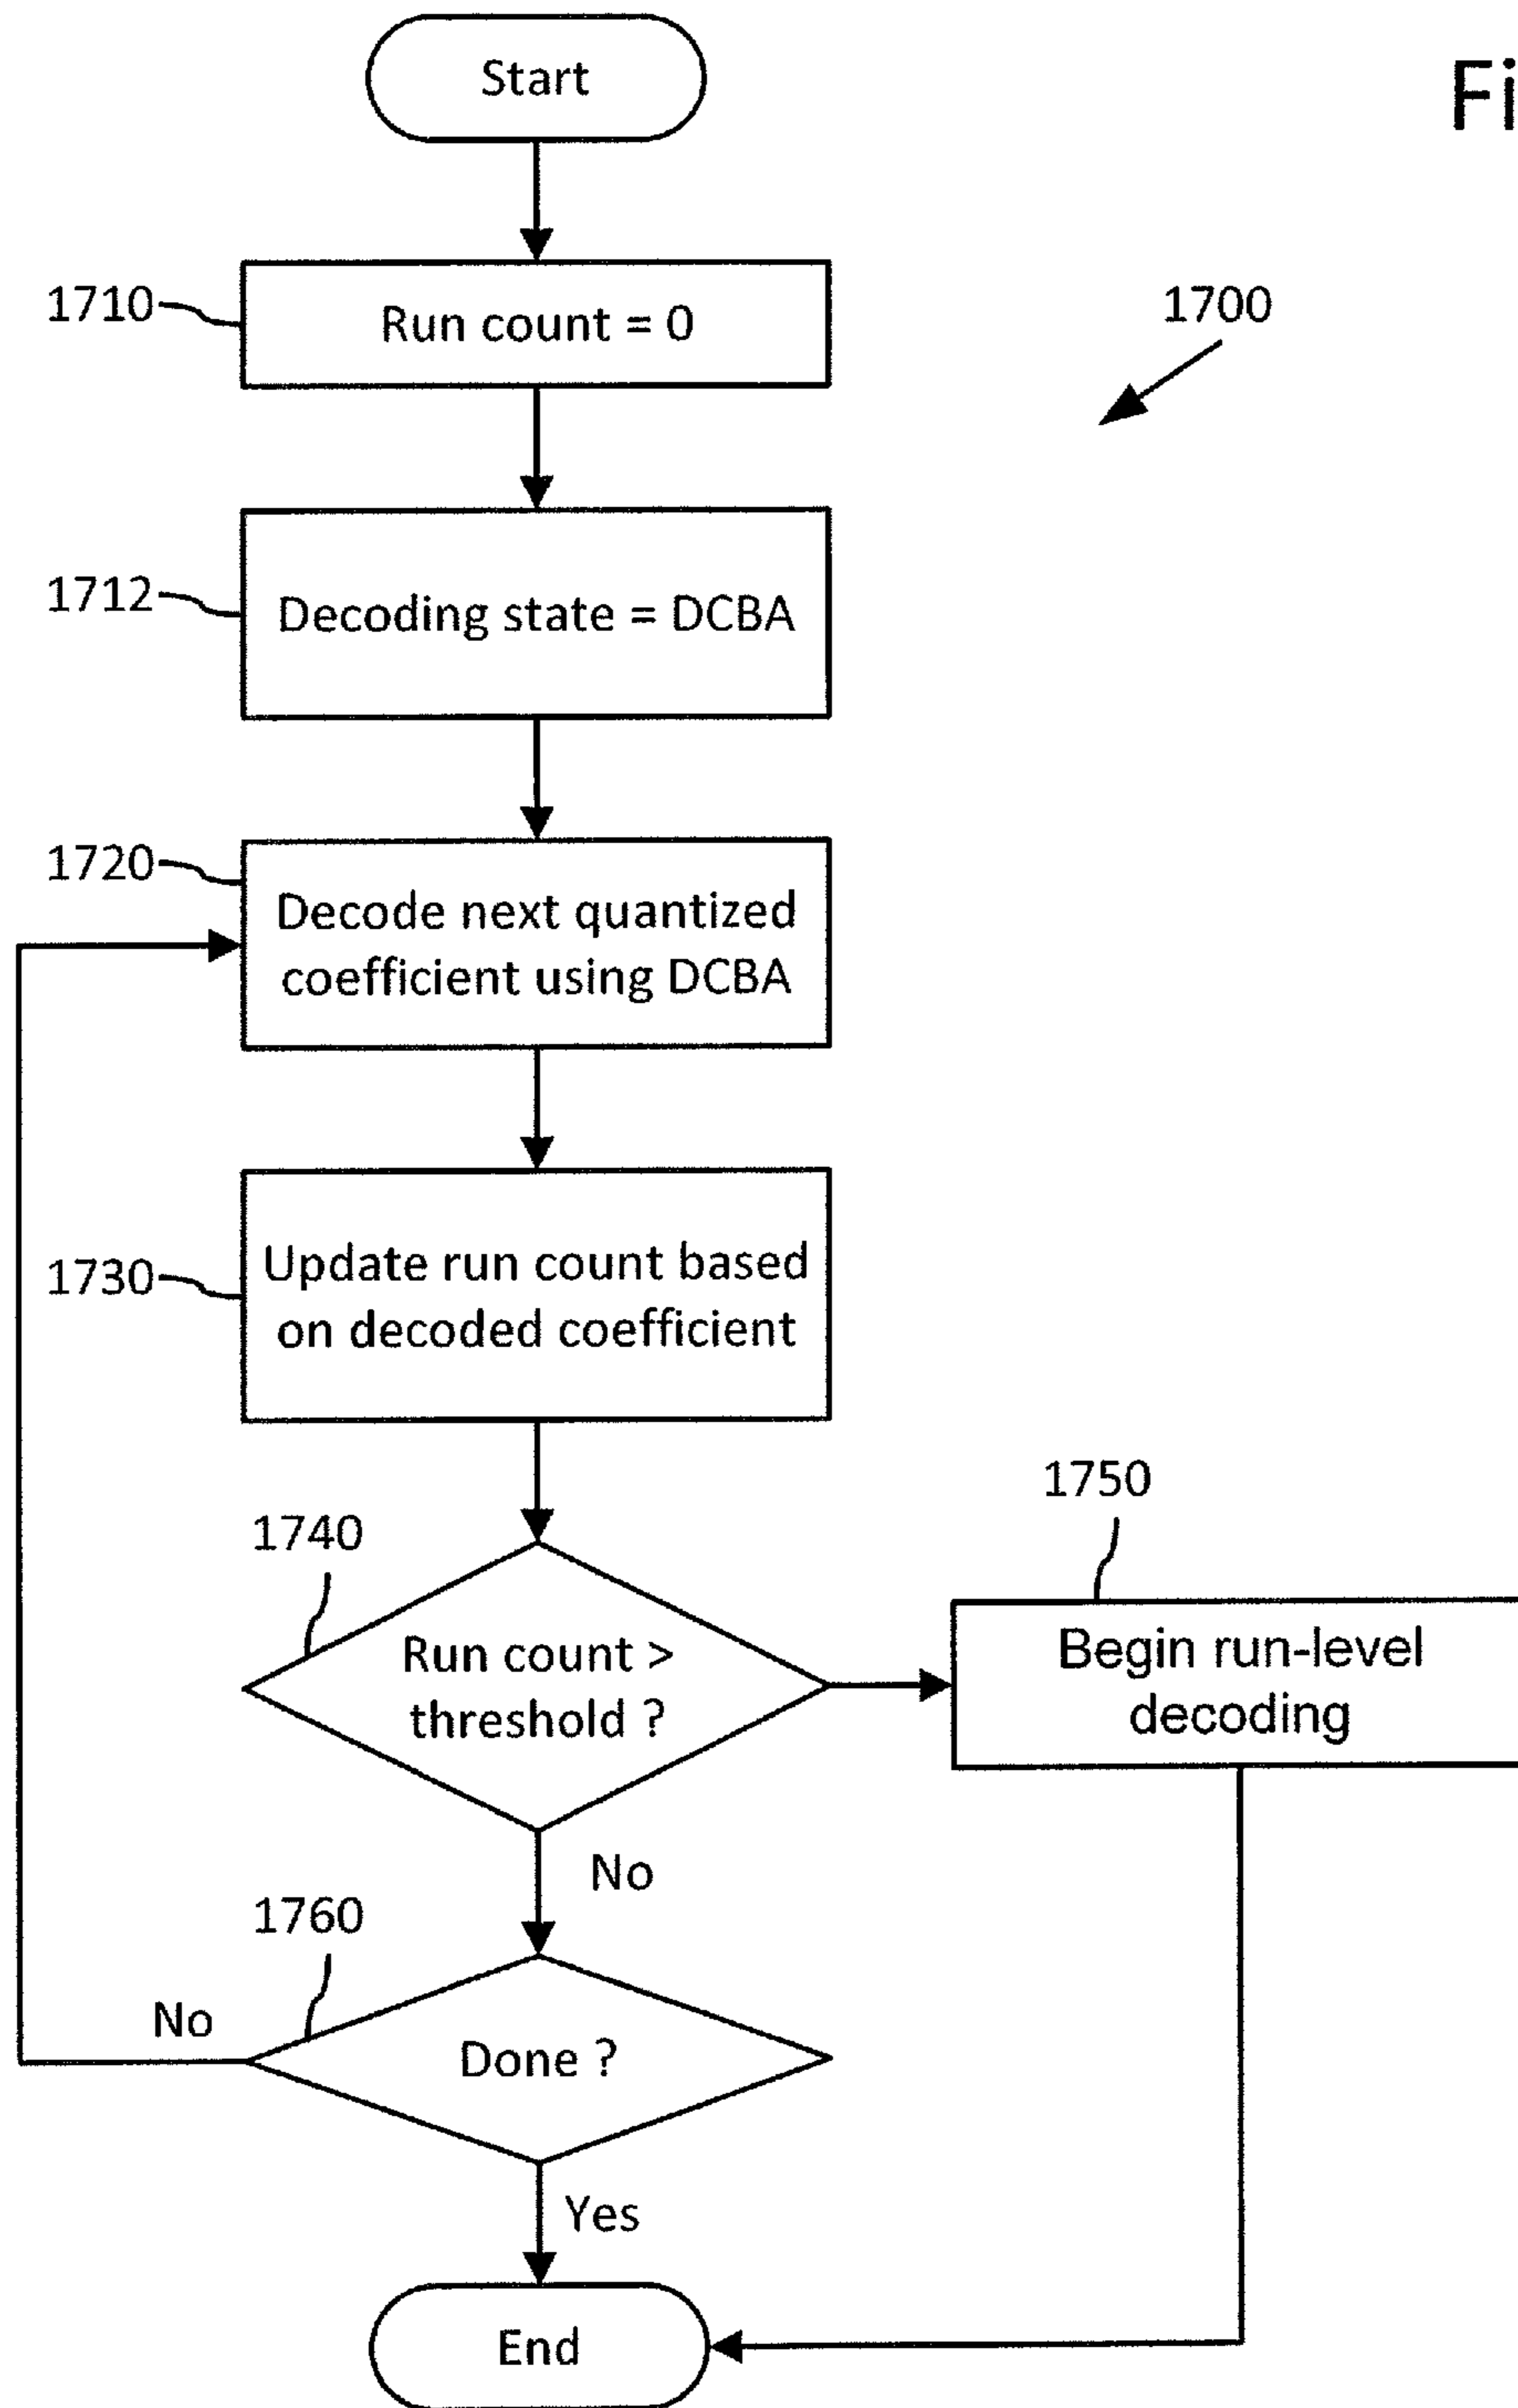 Fi
Start
1710
Run count = 0
1700
1712
Decoding state = DCBA
1720
Decode next quantized
coefficient using DCBA
1730
Update run count based
on decoded coefficient
1740
Run count >
threshold ?
1750
Begin run-level
decoding
No
1760
No
Done ?
Yes
End